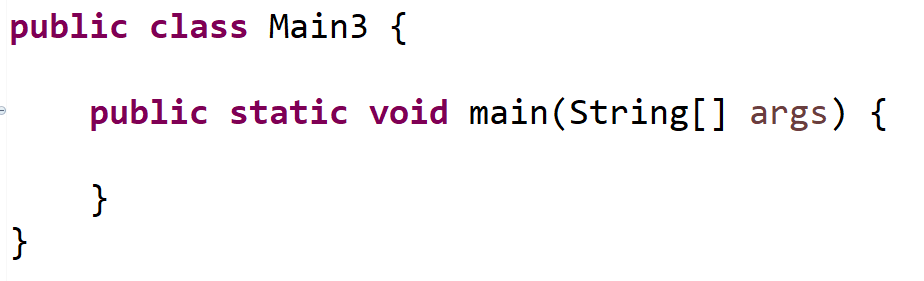 public class Main3 {
public static void main(String[] args) {
}
}